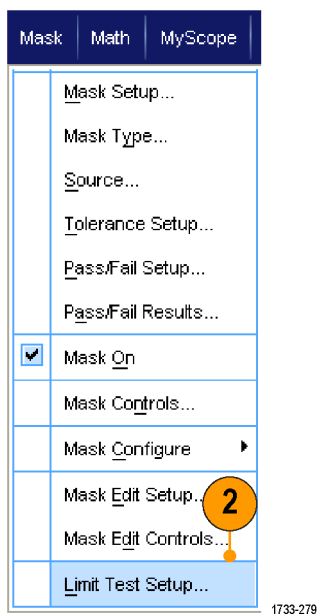 Mask Math MyScope
Mask Setup...
Mask Type...
Source...
Tolerance Setup...
Pass/Fail Setup...
Pass/Fail Results...
Mask On
Mask Controls...
Mask Configure
Mask Edit Setup...
2
Mask Edit Controls...
Limit Test Setup...
1733-279